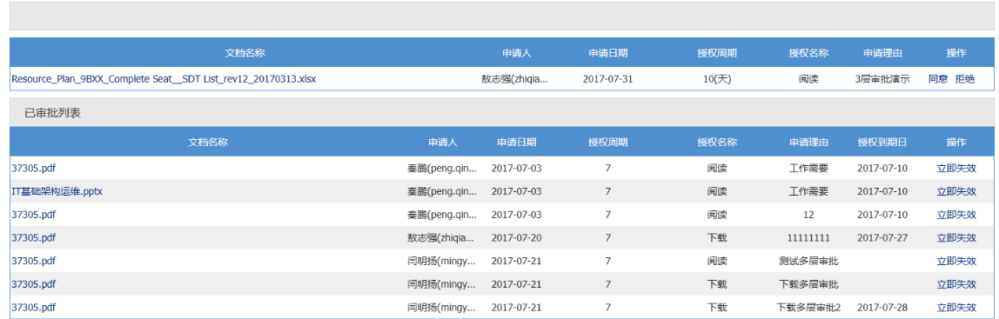 文档名称 申请人 申请日期 授权周期 授权名称 申请理由 操作
Resource_Plan_9BXX_Complete Seat__SDT List_rev12_20170313.xlsx 敖志强(zhiqia... 2017-07-31 10(天) 阅读 3层审批演示 同意 拒绝
已审批列表
文档名称 申请人 申请日期 授权周期 授权名称 申请理由 授权到期日 操作
37305.pdf 秦鹏(peng.qin... 2017-07-03 7 阅读 工作需要 2017-07-10 立即失效
IT基础架构运维.pptx 秦鹏(peng.qin... 2017-07-03 7 阅读 工作需要 2017-07-10 立即失效
37305.pdf 秦鹏(peng.qin... 2017-07-03 7 阅读 12 2017-07-10 立即失效
37305.pdf 敖志强(zhiqia... 2017-07-20 7 下载 11111111 2017-07-27 立即失效
37305.pdf 闫明扬(mingy... 2017-07-21 7 阅读 测试多层审批 立即失效
37305.pdf 闫明扬(mingy... 2017-07-21 7 下载 下载多层审批 立即失效
37305.pdf 闫明扬(mingy... 2017-07-21 7 下载 下载多层审批2 2017-07-28 立即失效